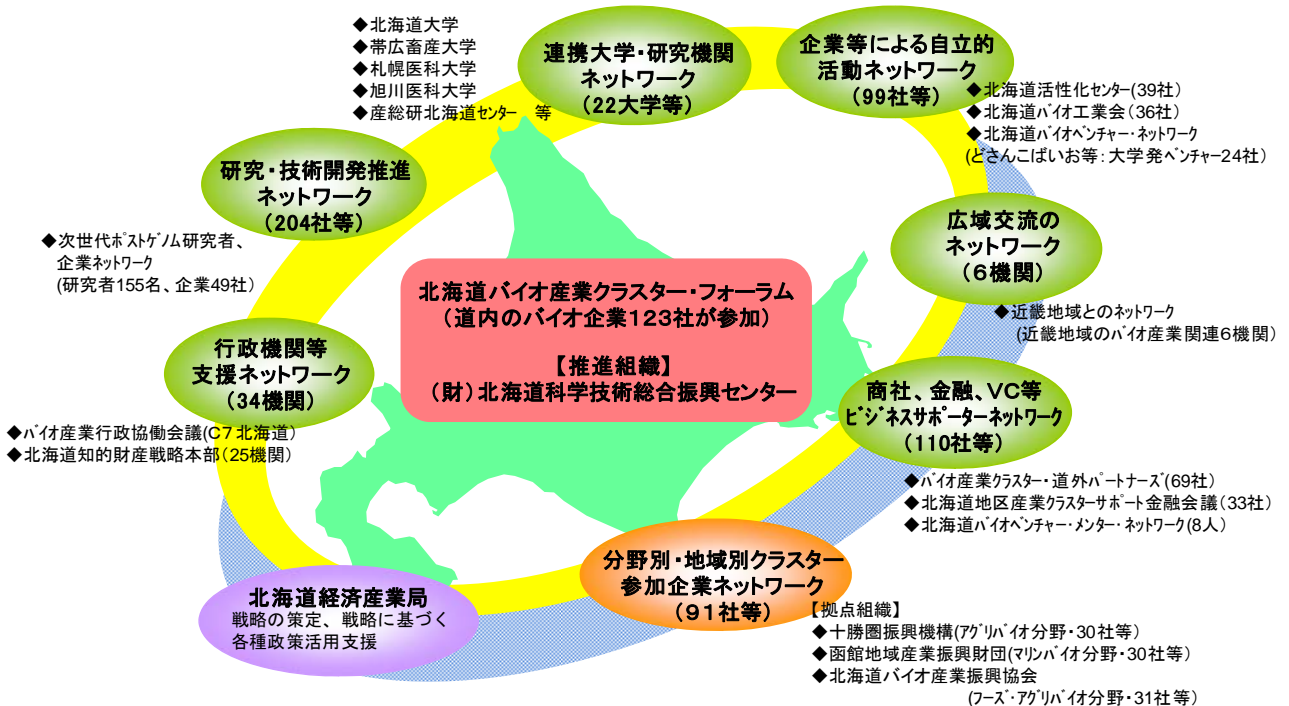 ◆北海道大学
◆帯広畜産大学
◆札幌医科大学
◆旭川医科大学
◆産総研北海道センター　等
連携大学・研究機関
ネットワーク
（22大学等）
企業等による自立的
活動ネットワーク
（99社等）
◆北海道活性化センター(39社)
◆北海道バイオ工業会（36社）
◆北海道バイオベンチャー・ネットワーク
(どさんこばいお等：大学発ベンチャー24社）
研究・技術開発推進
ネットワーク
（204社等）
◆次世代ポストゲノム研究者、
企業ネットワーク
(研究者155名、企業49社)
広域交流の
ネットワーク
（６機関）
◆近畿地域とのネットワーク
(近畿地域のバイオ産業関連６機関）
北海道バイオ産業クラスター・フォーラム
（道内のバイオ企業123社が参加）
【推進組織】
（財）北海道科学技術総合振興センター
行政機関等
支援ネットワーク
（34機関）
◆バイオ産業行政協働会議(C７北海道）
◆北海道知的財産戦略本部（25機関）
商社、金融、VC等
ビジネスサポーターネットワーク
（110社等）
◆バイオ産業クラスター・道外パートナーズ(69社）
◆北海道地区産業クラスターサポート金融会議（33社）
◆北海道バイオベンチャー・メンター・ネットワーク(8人）
分野別・地域別クラスター
参加企業ネットワーク
（９１社等）
北海道経済産業局
戦略の策定、戦略に基づく
各種政策活用支援
【拠点組織】
◆十勝圏振興機構(アグリバイオ分野・30社等）
◆函館地域産業振興財団(マリンバイオ分野・30社等）
◆北海道バイオ産業振興協会
(フーズ・アグリバイオ分野・31社等）